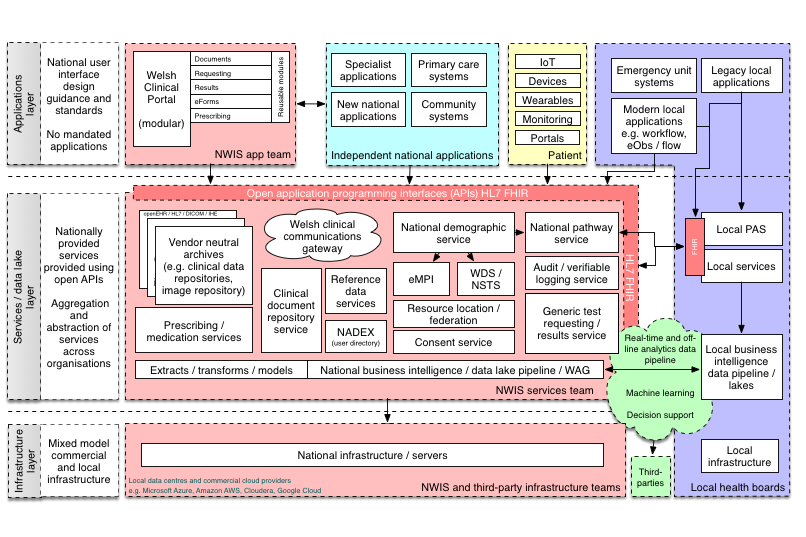 Applications
layer
National user
interface
design
guidance and
standards
No mandated
applications
Welsh
Clinical
Portal
(modular)
Documents
Requesting
Results
eForms
Prescribing
Reusable modules
NWIS app team
Specialist
applications
Primary care
systems
New national
applications
Community
systems
Independent national applications
IoT
Devices
Wearables
Monitoring
Portals
Patient
Emergency unit
systems
Legacy local
applications
Modern local
applications
e.g. workflow,
eObs / flow
Services / data lake
layer
Nationally
provided
services
provided using
open APIs
Aggregation
and
abstraction of
services
across
organisations
Open application programming interfaces (APIs) HL7 FHIR
HL7 FHIR
openEHR / HL7 / DICOM / IHE
Vendor neutral
archives
(e.g. clinical data
repositories,
image repository)
Prescribing /
medication services
Welsh clinical
communications
gateway
Clinical
document
repository
service
Reference
data
services
NADEX
(user directory)
National demographic
service
eMPI
WDS /
NSTS
Resource location /
federation
Consent service
National pathway
service
Audit / verifiable
logging service
Generic test
requesting /
results service
Extracts / transforms / models
National business intelligence / data lake pipeline / WAG
NWIS services team
Real-time and off-
line analytics data
pipeline
Machine learning
Decision support
FHIR
Local PAS
Local services
Local business
intelligence
data pipeline /
lakes
Infrastructure
layer
Mixed model
commercial
and local
infrastructure
National infrastructure / servers
Local data centres and commercial cloud providers
e.g. Microsoft Azure, Amazon AWS, Cloudera, Google Cloud
NWIS and third-party infrastructure teams
Third-
parties
Local
infrastructure
Local health boards